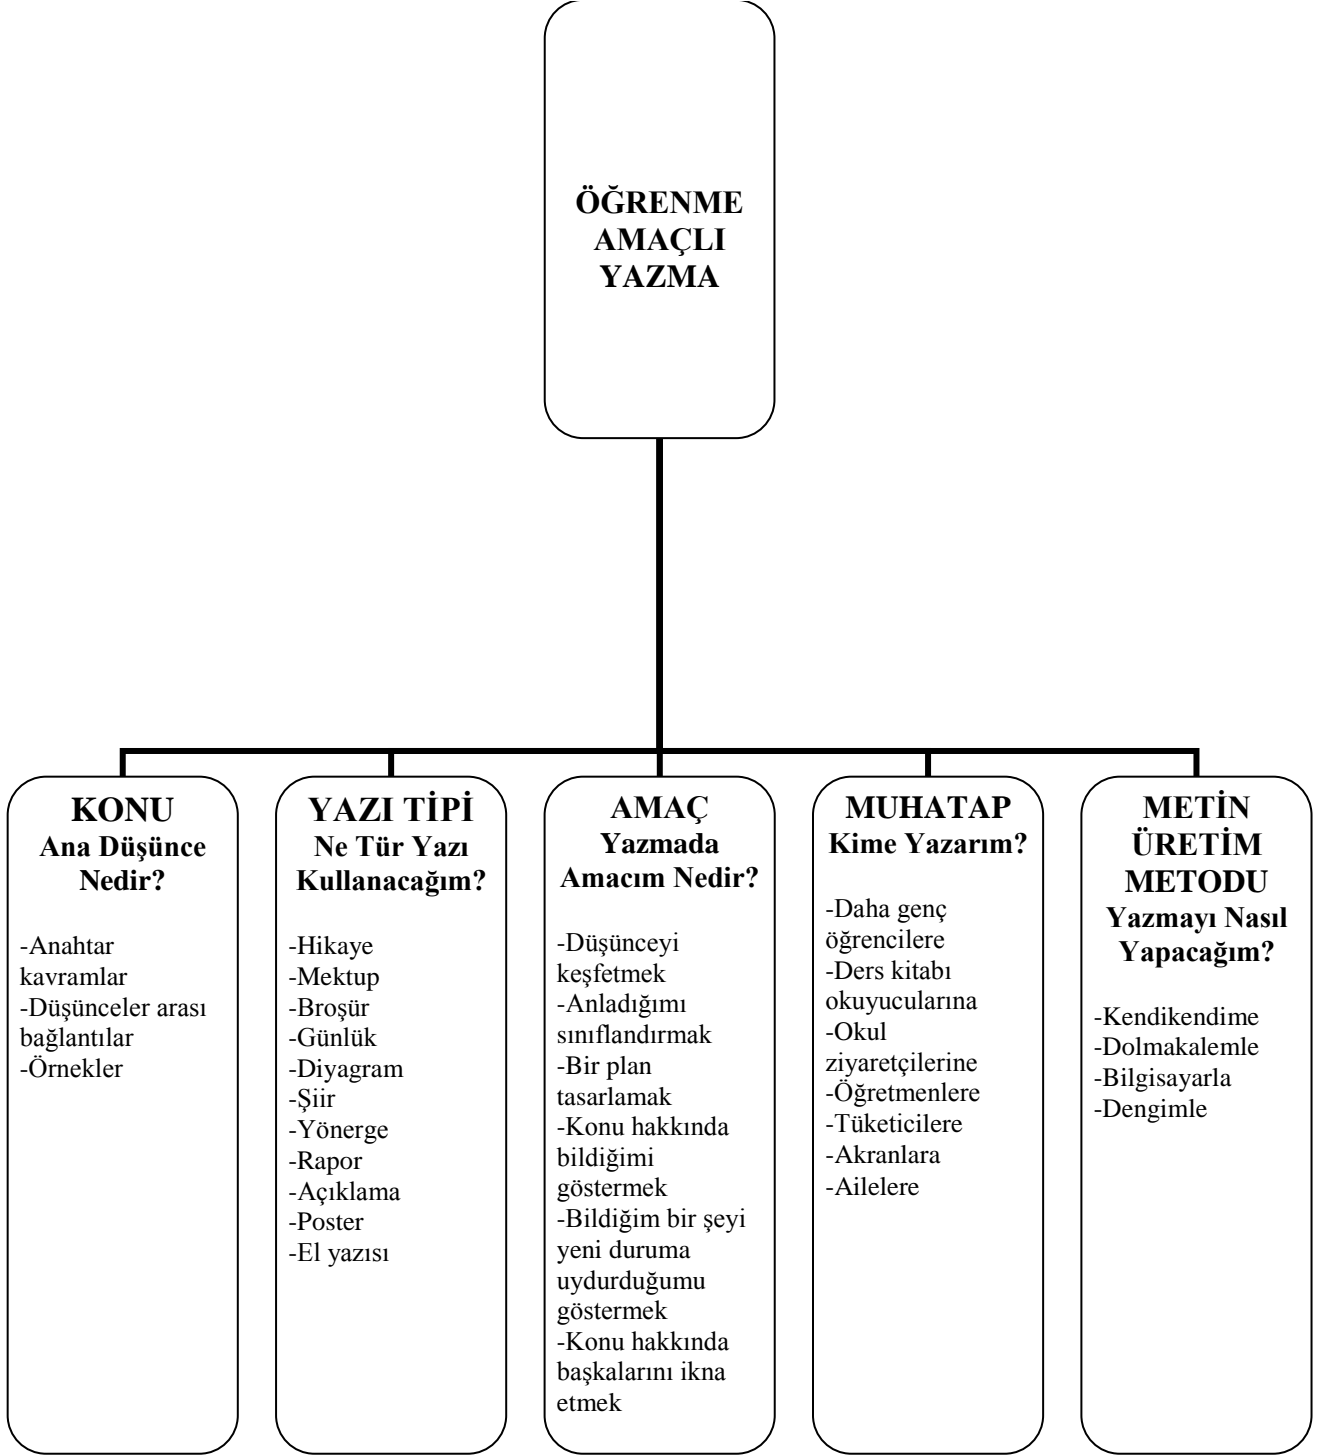 ÖĞRENME
AMAÇLI
YAZMA
KONU
Ana Düşünce
Nedir?
-Anahtar
kavramlar
-Düşünceler arası
bağlantılar
-Örnekler
YAZI TİPİ
Ne Tür Yazı
Kullanacağım?
-Hikaye
-Mektup
-Broşür
-Günlük
-Diyagram
-Şiir
-Yönerge
-Rapor
-Açıklama
-Poster
-El yazısı
AMAÇ
Yazmada
Amacım Nedir?
-Düşünceyi
keşfetmek
-Anladığımı
sınıflandırmak
-Bir plan
tasarlamak
-Konu hakkında
bildiğimi
göstermek
-Bildiğim bir şeyi
yeni duruma
uydurduğumu
göstermek
-Konu hakkında
başkalarını ikna
etmek
MUHATAP
Kime Yazarım?
-Daha genç
öğrencilere
-Ders kitabı
okuyucularına
-Okul
ziyaretçilerine
-Öğretmenlere
-Tüketicilere
-Akranlara
-Ailelere
METİN
ÜRETİM
METODU
Yazmayı Nasıl
Yapacağım?
-Kendikendime
-Dolmakalemle
-Bilgisayarla
-Dengimle